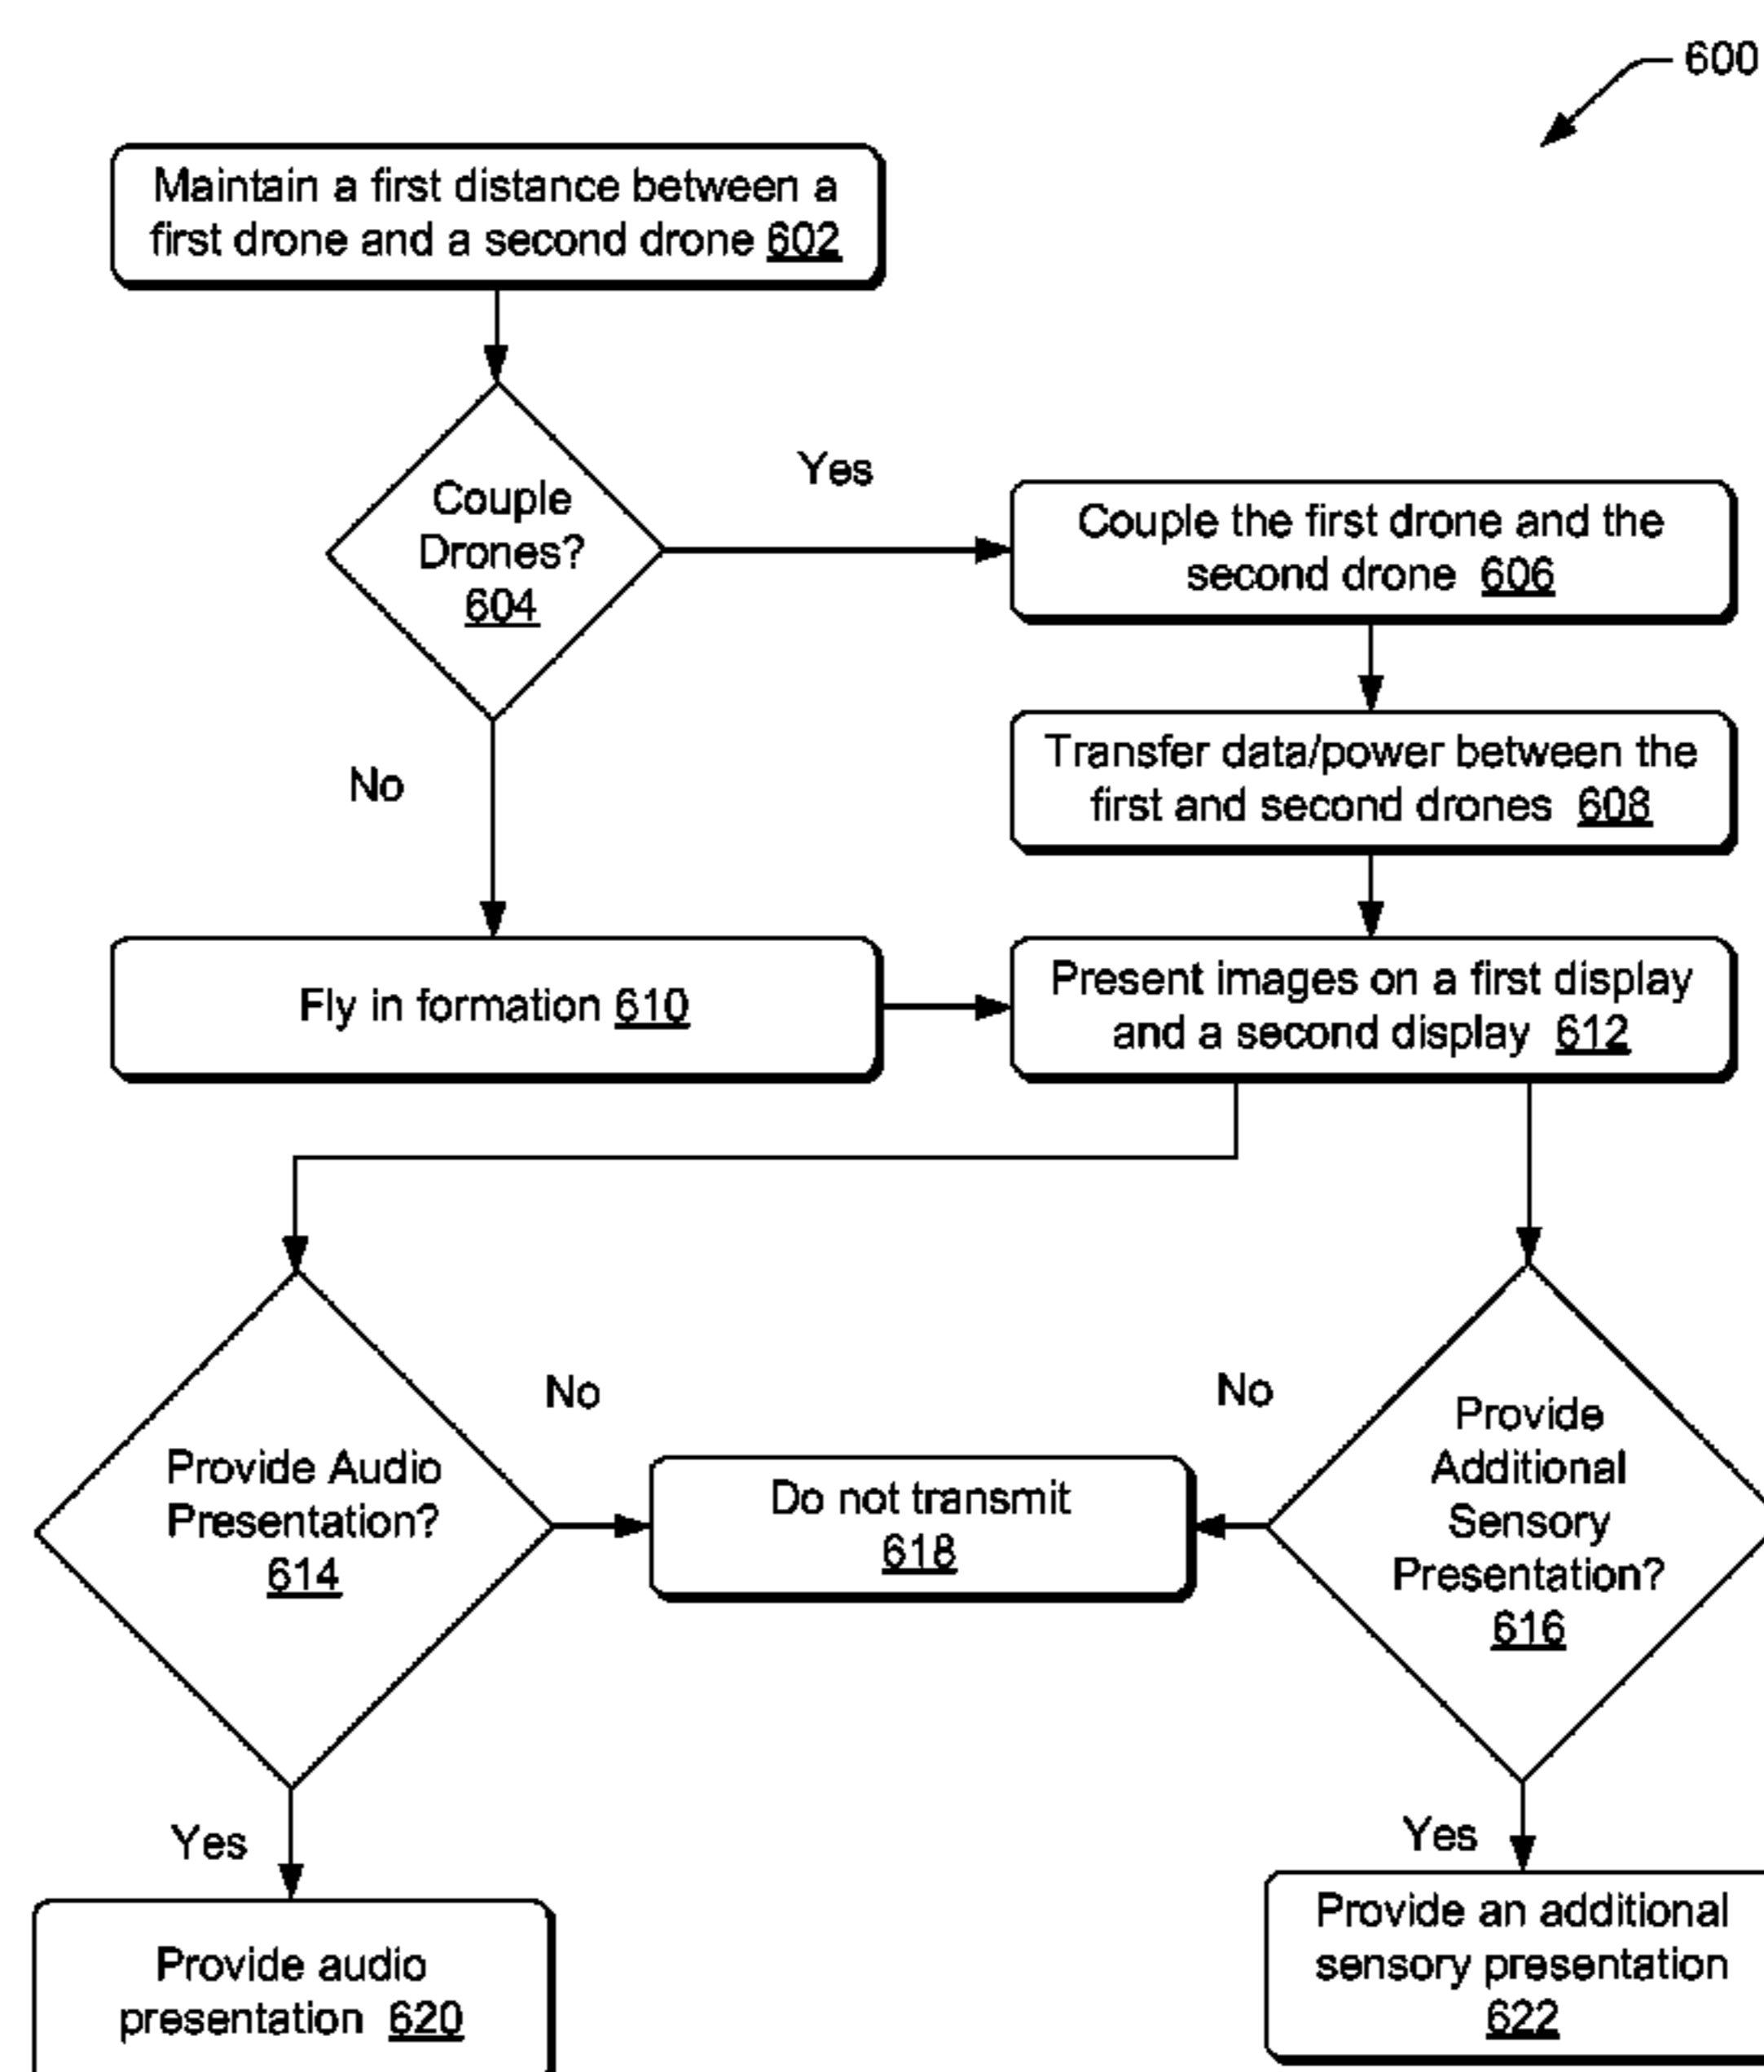 600
Maintain a first distance between a
first drone and a second drone 602
Couple
Drones?
604
Yes
Couple the first drone and the
second drone 606
Transfer data/power between the
first and second drones 608
No
Fly in formation 610
Present images on a first display
and a second display 612
Provide Audio
Presentation?
614
No
Do not transmit
618
No
Provide
Additional
Sensory
Presentation?
616
Yes
Provide audio
presentation 620
Yes
Provide an additional
sensory presentation
622